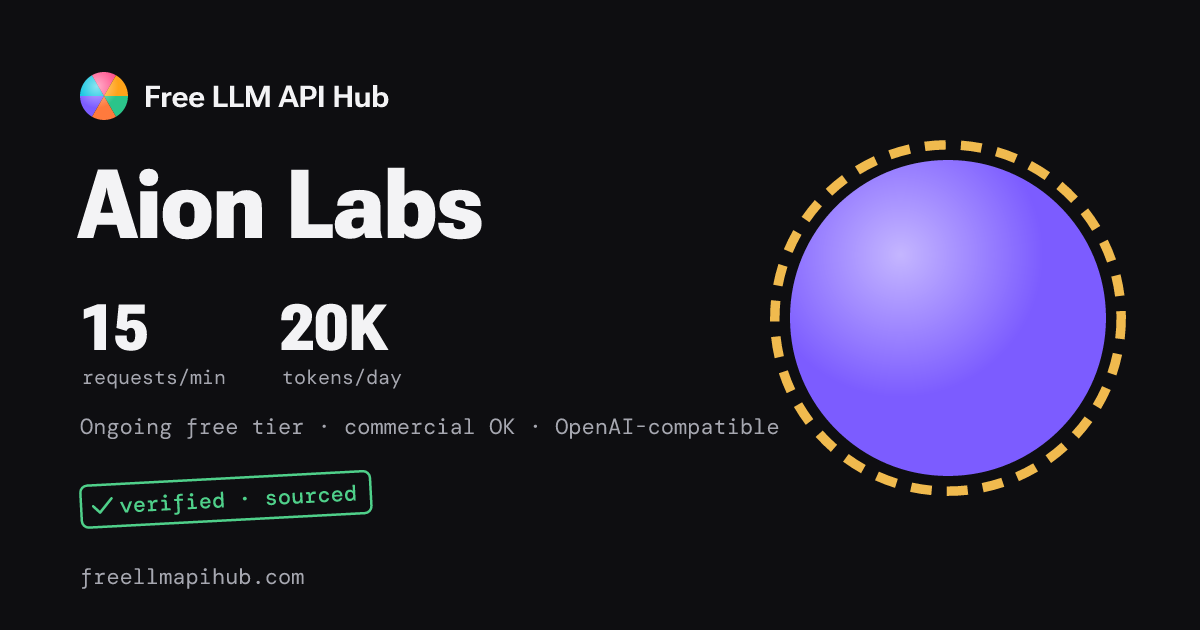 Free LLM API Hub
Aion Labs
15 20K
requests/min tokens/day
Ongoing free tier · commercial OK · OpenAI-compatible
✓ verified · sourced
freellmapihub.com